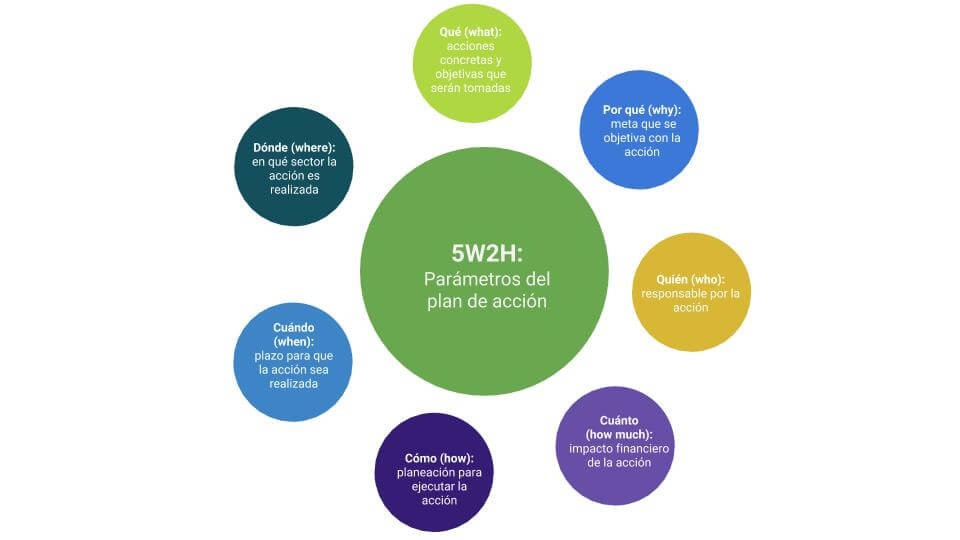 Qué (what):
acciones
concretas y
objetivas que
serán tomadas
Por qué (why):
meta que se
objetiva con la
acción
Dónde (where):
en qué sector la
acción es
realizada
5W2H:
Parámetros del
plan de acción
Quién (who):
responsable por la
acción
Cuándo
(when):
plazo para que
la acción sea
realizada
Cuánto
(how much):
impacto financiero
de la acción
Cómo (how):
planeación para
ejecutar la
acción